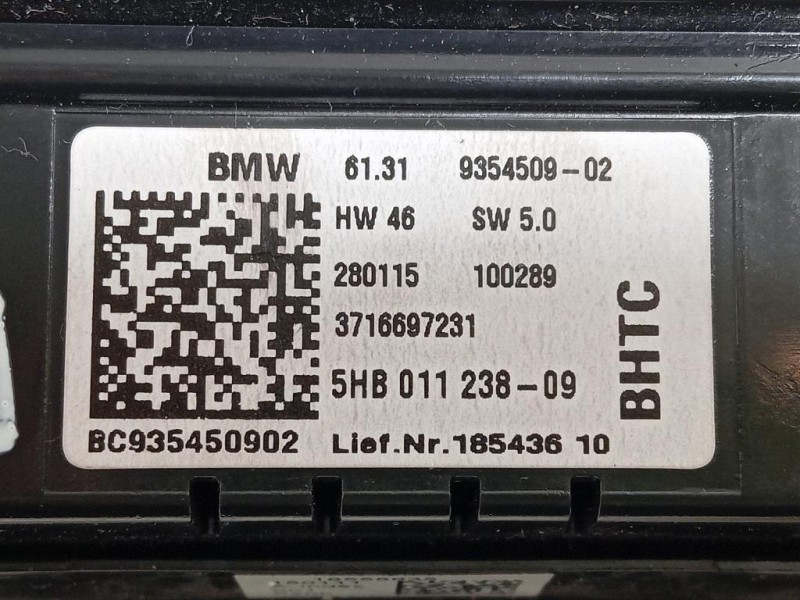 BMW 61.31 9354509-02
HW 46 SW 5.0
280115 100289
3716697231
5HB 011 238-09
BC935450902 Lief.Nr.185436 10
BHTC